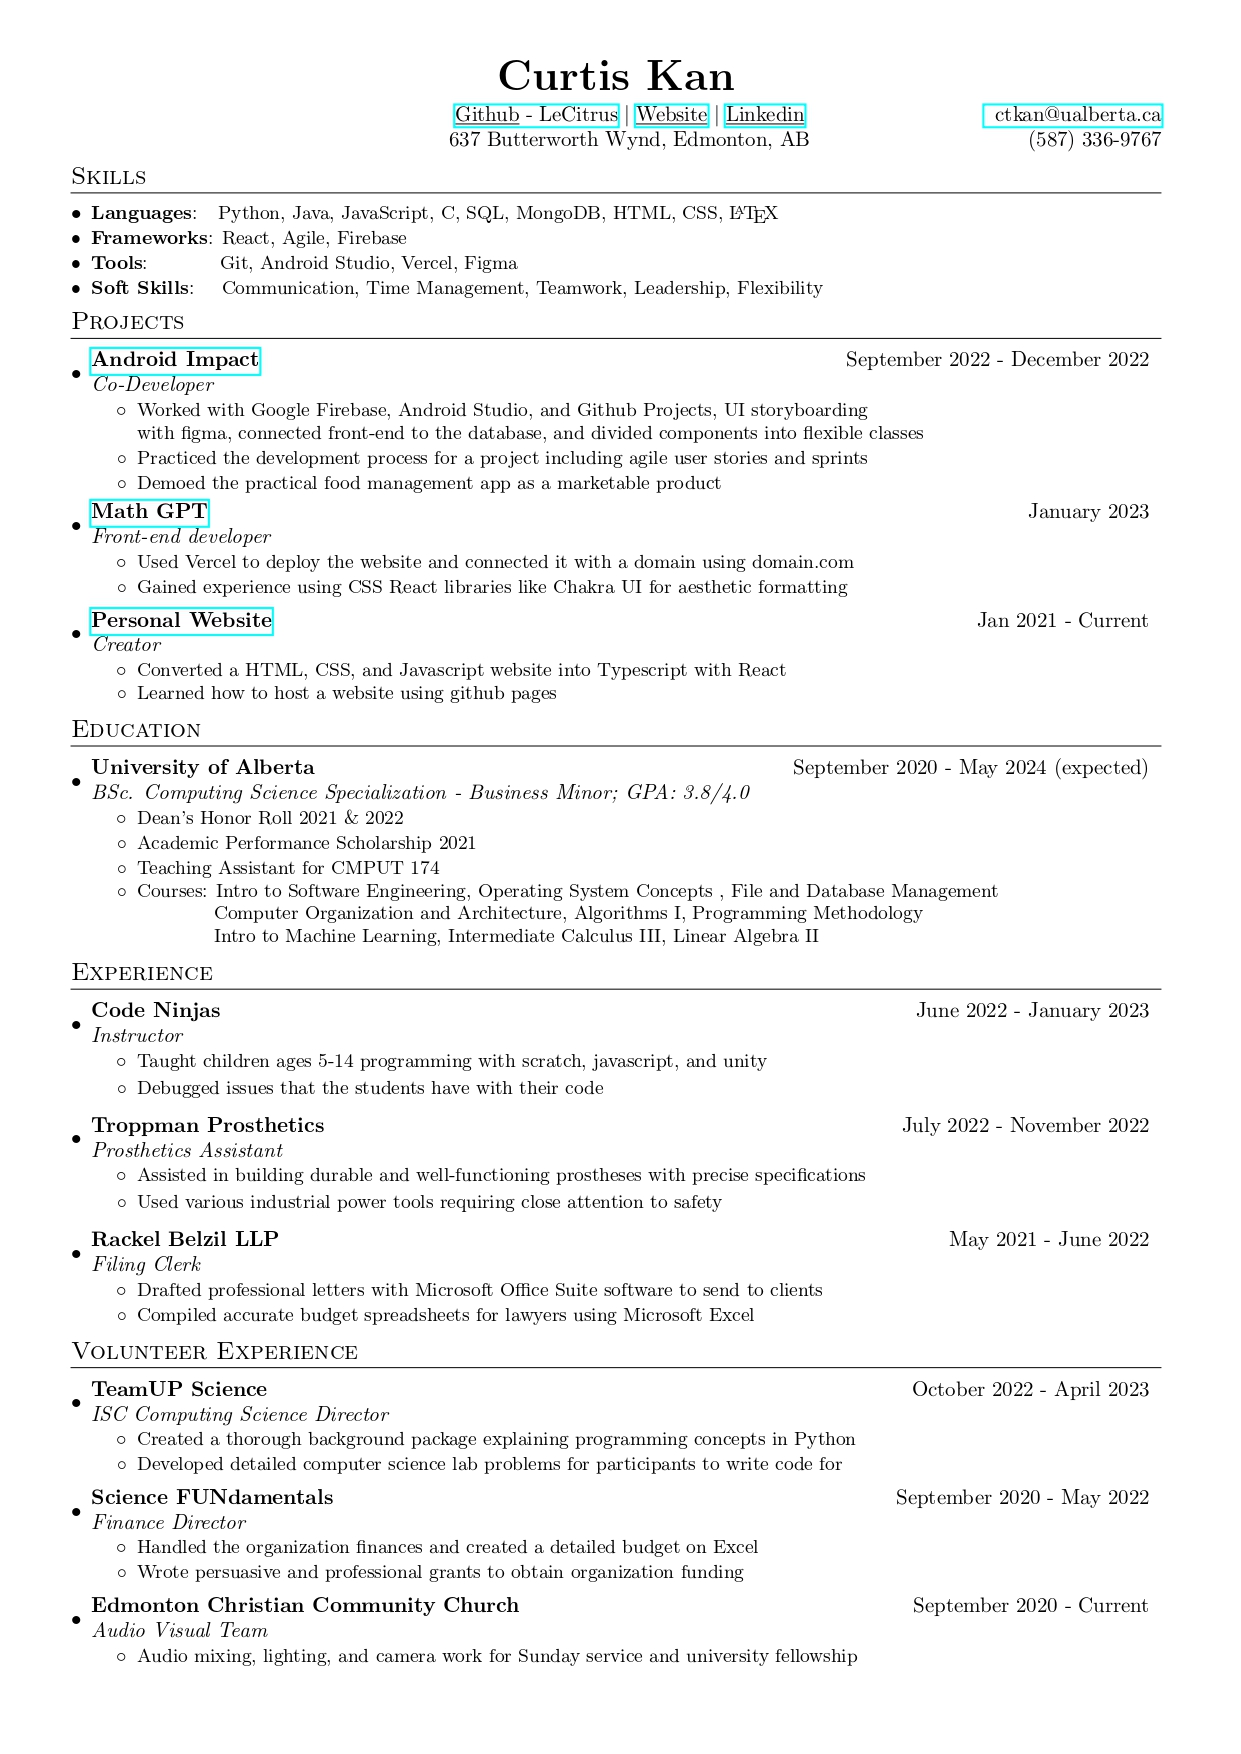 Curtis Kan
Github - LeCitrus | Website | Linkedin ctkan@ualberta.ca
637 Butterworth Wynd, Edmonton, AB (587) 336-9767
Skills
• Languages: Python, Java, JavaScript, C, SQL, MongoDB, HTML, CSS, LATEX
• Frameworks: React, Agile, Firebase
• Tools: Git, Android Studio, Vercel, Figma
• Soft Skills: Communication, Time Management, Teamwork, Leadership, Flexibility
Projects
• Android Impact September 2022 - December 2022
Co-Developer
○ Worked with Google Firebase, Android Studio, and Github Projects, UI storyboarding
with figma, connected front-end to the database, and divided components into flexible classes
○ Practiced the development process for a project including agile user stories and sprints
○ Demoed the practical food management app as a marketable product
• Math GPT January 2023
Front-end developer
○ Used Vercel to deploy the website and connected it with a domain using domain.com
○ Gained experience using CSS React libraries like Chakra UI for aesthetic formatting
• Personal Website Jan 2021 - Current
Creator
○ Converted a HTML, CSS, and Javascript website into Typescript with React
○ Learned how to host a website using github pages
Education
• University of Alberta September 2020 - May 2024 (expected)
BSc. Computing Science Specialization - Business Minor; GPA: 3.8/4.0
○ Dean's Honor Roll 2021 & 2022
○ Academic Performance Scholarship 2021
○ Teaching Assistant for CMPUT 174
○ Courses: Intro to Software Engineering, Operating System Concepts , File and Database Management
Computer Organization and Architecture, Algorithms I, Programming Methodology
Intro to Machine Learning, Intermediate Calculus III, Linear Algebra II
Experience
• Code Ninjas June 2022 - January 2023
Instructor
○ Taught children ages 5-14 programming with scratch, javascript, and unity
○ Debugged issues that the students have with their code
• Troppman Prosthetics July 2022 - November 2022
Prosthetics Assistant
○ Assisted in building durable and well-functioning prostheses with precise specifications
○ Used various industrial power tools requiring close attention to safety
• Rackel Belzil LLP May 2021 - June 2022
Filing Clerk
○ Drafted professional letters with Microsoft Office Suite software to send to clients
○ Compiled accurate budget spreadsheets for lawyers using Microsoft Excel
Volunteer Experience
• TeamUP Science October 2022 - April 2023
ISC Computing Science Director
○ Created a thorough background package explaining programming concepts in Python
○ Developed detailed computer science lab problems for participants to write code for
• Science FUNdamentals September 2020 - May 2022
Finance Director
○ Handled the organization finances and created a detailed budget on Excel
○ Wrote persuasive and professional grants to obtain organization funding
• Edmonton Christian Community Church September 2020 - Current
Audio Visual Team
○ Audio mixing, lighting, and camera work for Sunday service and university fellowship